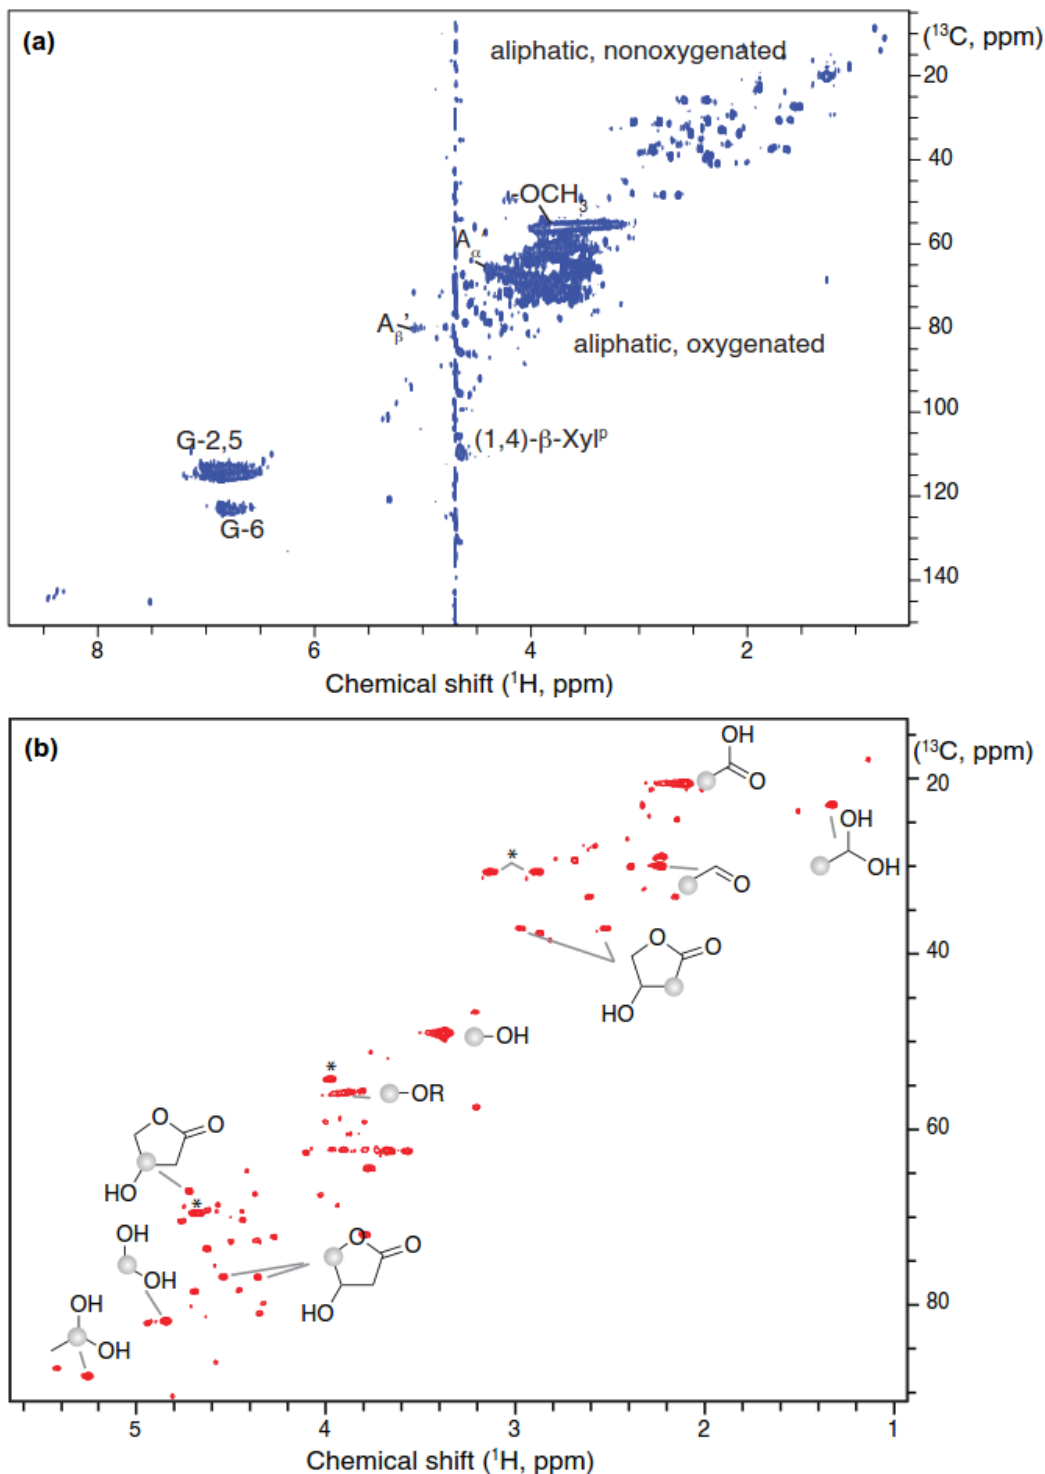 (a)
(¹³C, ppm)
aliphatic, nonoxygenated
20
40
-OCH₃
60
Aα'
Aβ'
80
aliphatic, oxygenated
100
(1,4)-β-Xylᵖ
G-2,5
120
G-6
140
8 6 4 2
Chemical shift (¹H, ppm)
(b)
OH
(¹³C, ppm)
20
O
OH
OH
*
O
O
O
40
HO
OH
*
OR
O
O
60
HO
*
OH
O
O
OH
HO
80
OH
OH
5 4 3 2 1
Chemical shift (¹H, ppm)